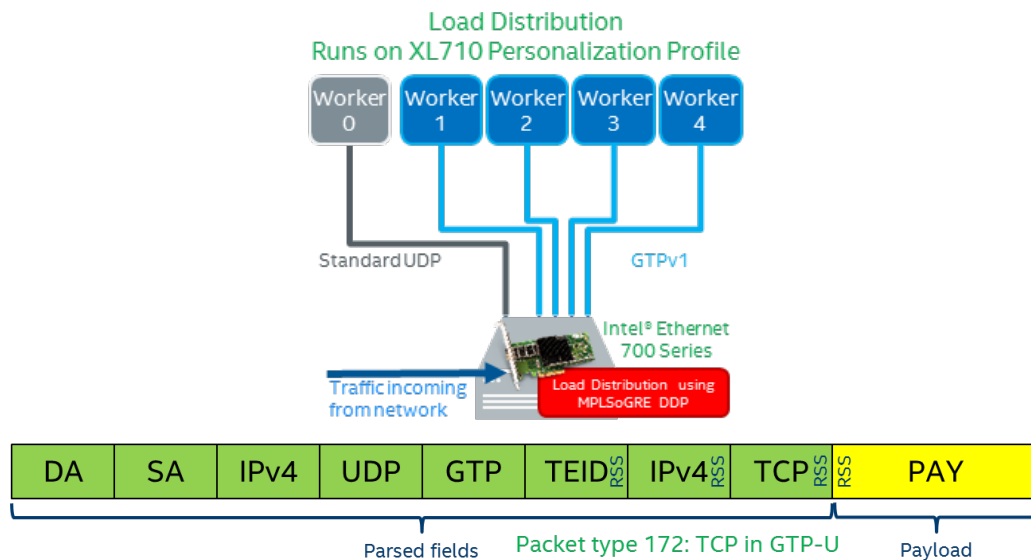 Load Distribution
Runs on XL710 Personalization Profile
Worker 0
Worker 1
Worker 2
Worker 3
Worker 4
Standard UDP
GTPv1
Intel® Ethernet
700 Series
Traffic incoming
from network
Load Distribution using
MPLSoGRE DDP
DA SA IPv4 UDP GTP TEID RSS IPv4 RSS TCP RSS RSS PAY
Parsed fields
Packet type 172: TCP in GTP-U
Payload